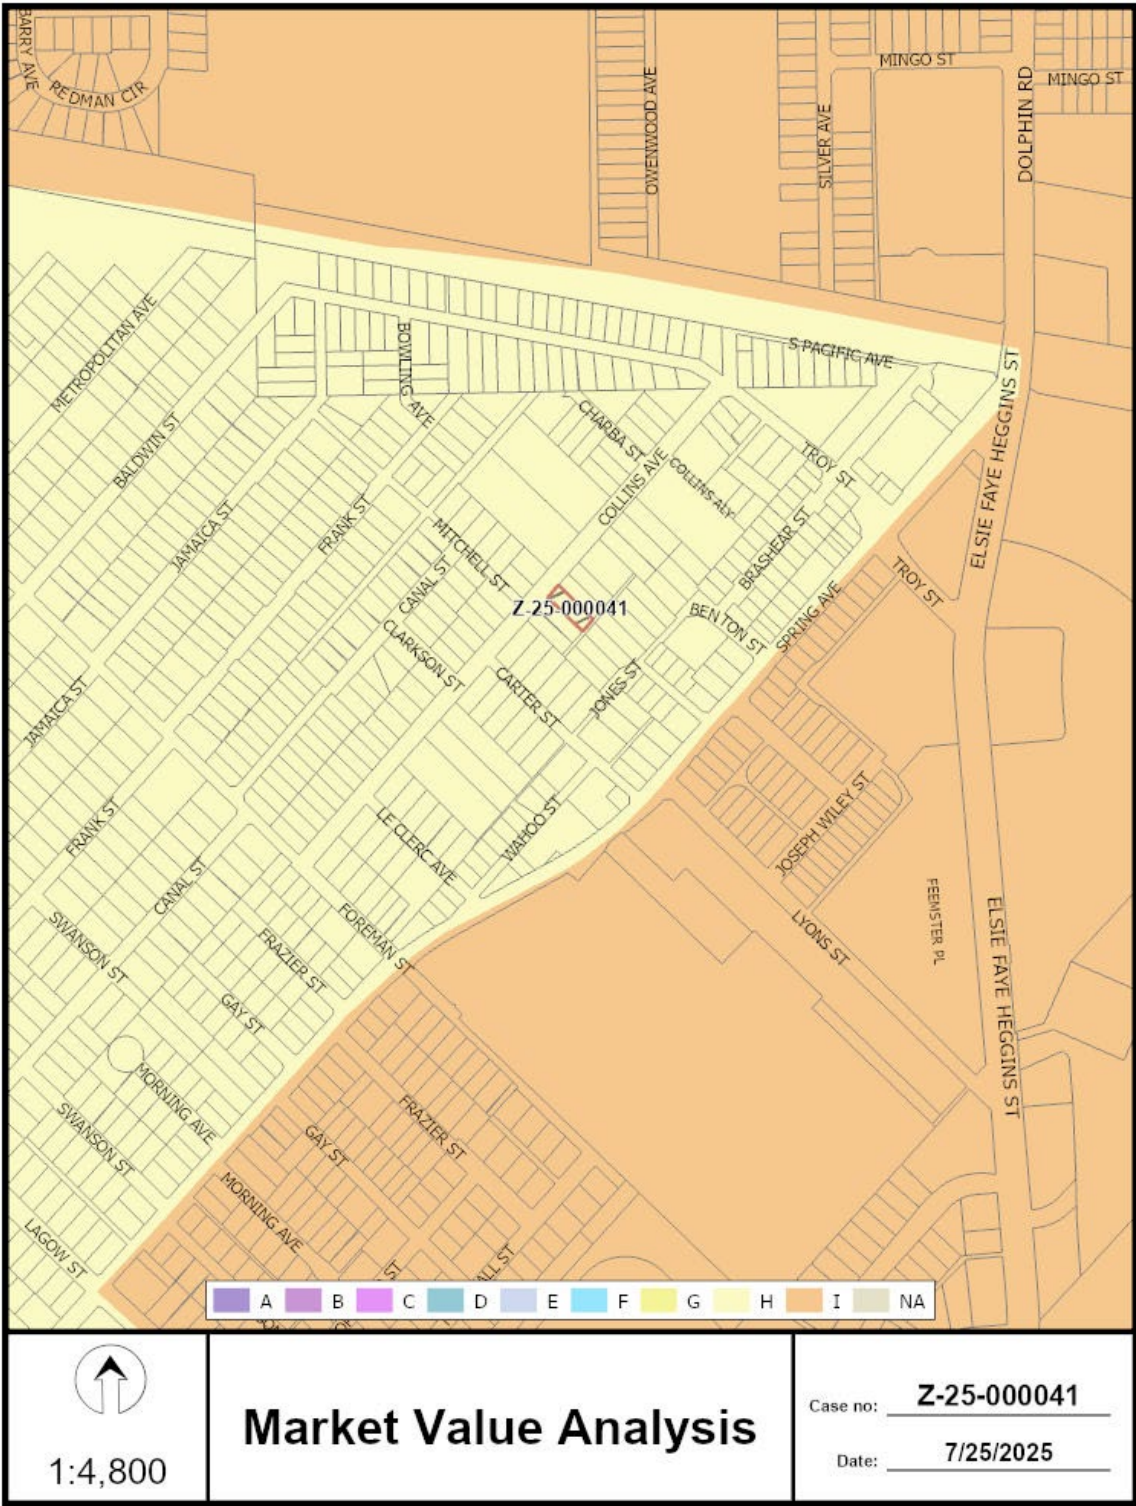 BARRY AVE
REDMAN CIR
OWENWOOD AVE
SILVER AVE
MINGO ST
DOLPHIN RD
MINGO ST
METROPOLITAN AVE
BALDWIN ST
BOWLING AVE
S PACIFIC AVE
ELSIE FAYE HEGGINS ST
CHARBA ST
COLLINS AVE
COLLINS ALY
TROY ST
JAMAICA ST
FRANK ST
MITCHELL ST
CANAL ST
BRASHEAR ST
TROY ST
Z-25-000041
BENTON ST
SPRING AVE
CLARKSON ST
CARTER ST
JONES ST
JAMAICA ST
FRANK ST
LE CLERC AVE
WAHOO ST
JOSEPH WILEY ST
CANAL ST
FEEMSTER PL
ELSIE FAYE HEGGINS ST
SWANSON ST
FOREMAN ST
LYONS ST
FRAZIER ST
GAY ST
MORNING AVE
SWANSON ST
FRAZIER ST
GAY ST
MORNING AVE
LAGOW ST
ST
ALL ST
A B C D E F G H I NA
1:4,800
Market Value Analysis
Case no: Z-25-000041
Date: 7/25/2025